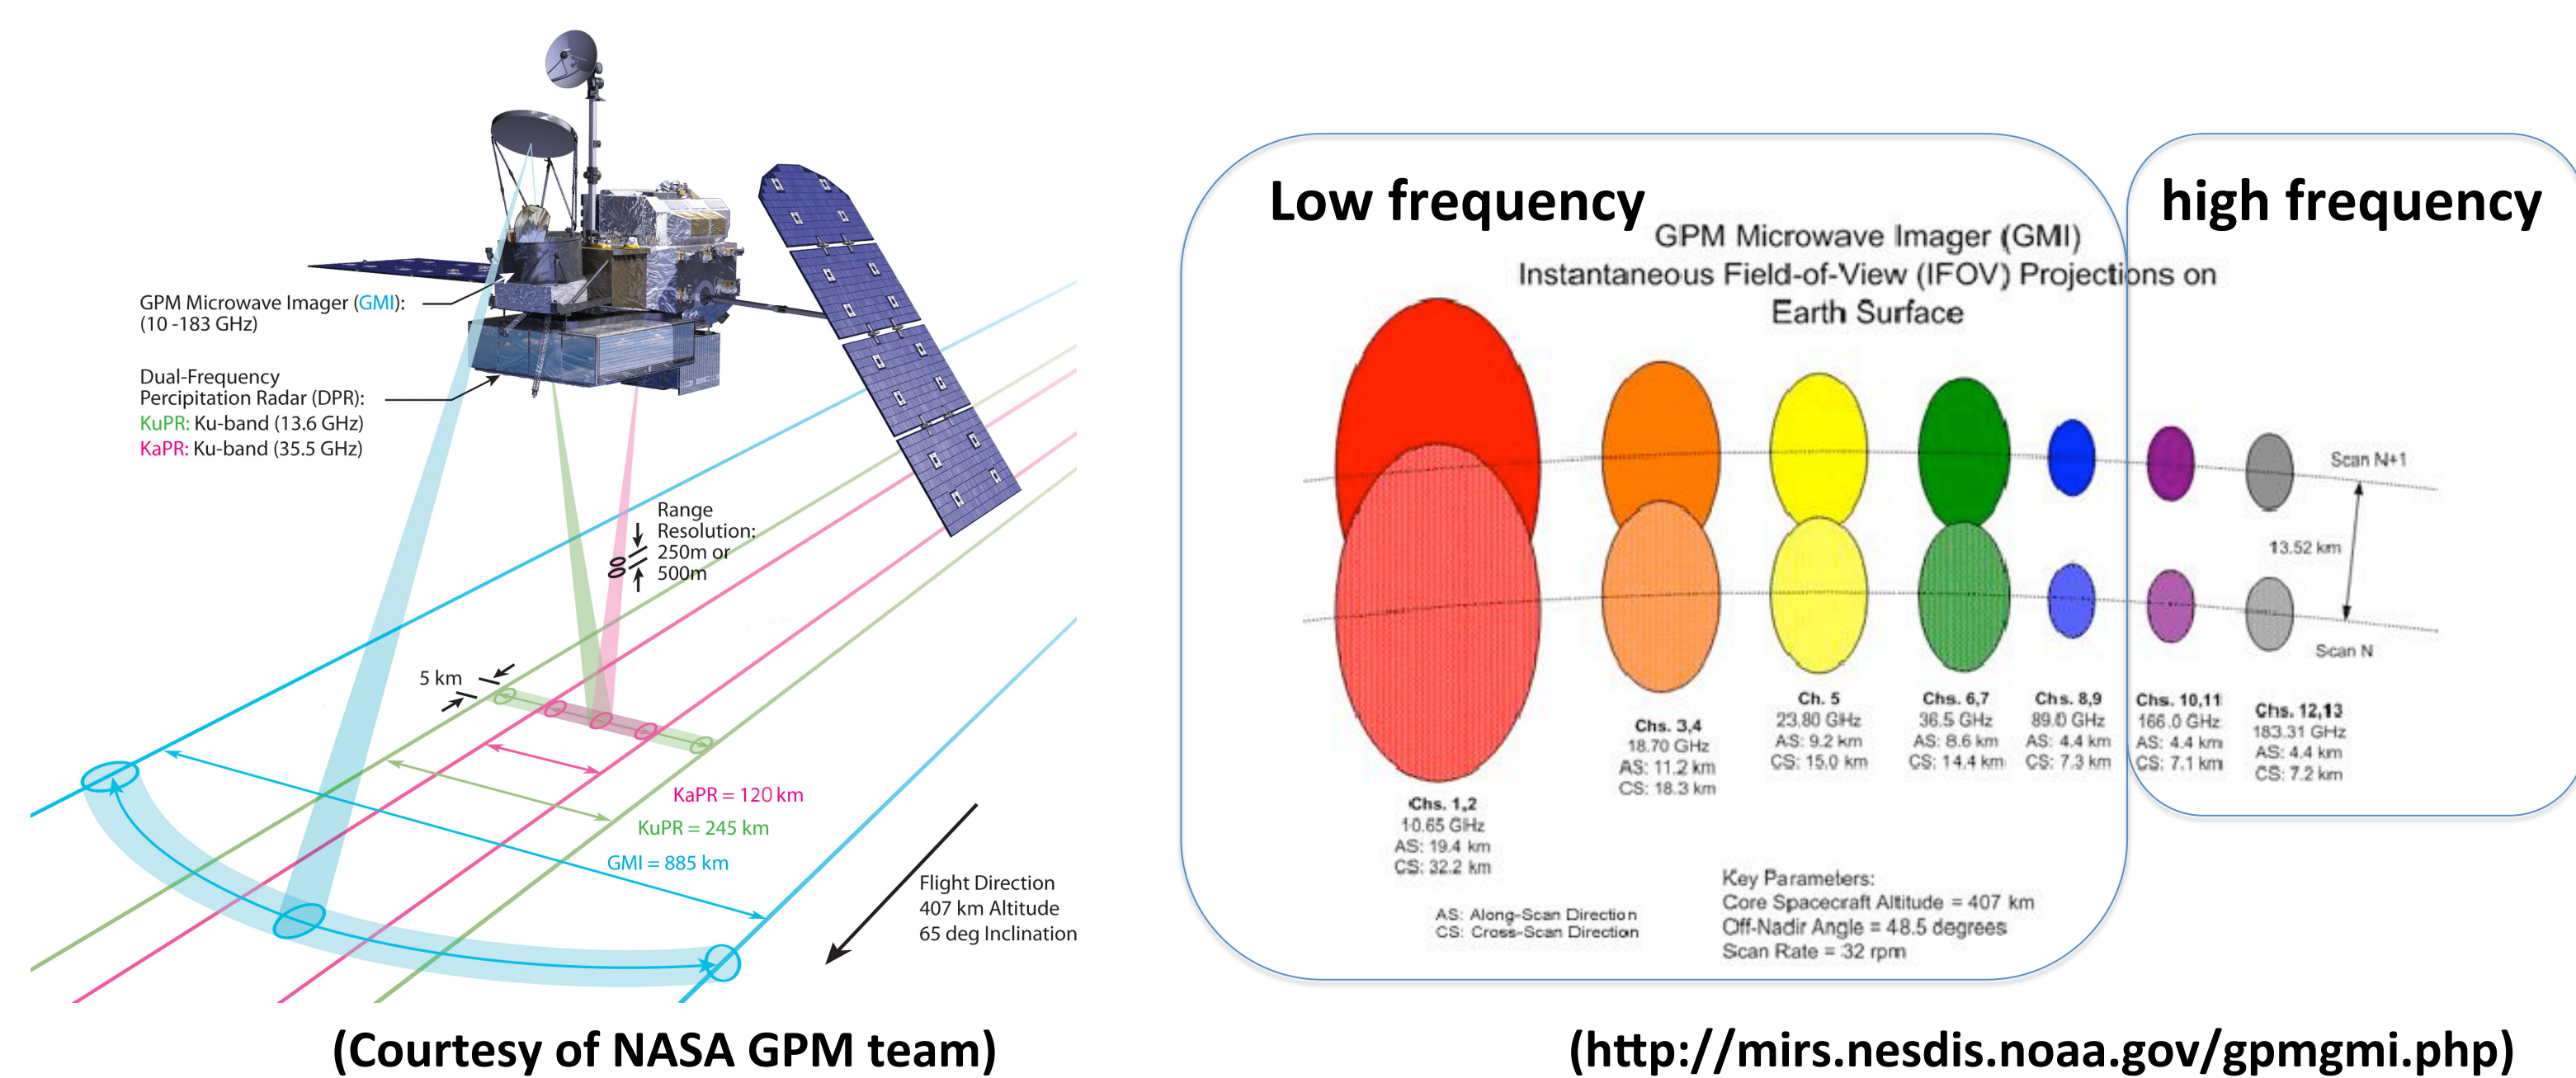 GPM Microwave Imager (GMI):
(10 -183 GHz)
Dual-Frequency
Percipitation Radar (DPR):
KuPR: Ku-band (13.6 GHz)
KaPR: Ku-band (35.5 GHz)
Range
Resolution:
250m or
500m
5 km
KaPR = 120 km
KuPR = 245 km
GMI = 885 km
Flight Direction
407 km Altitude
65 deg Inclination
(Courtesy of NASA GPM team)
Low frequency
high frequency
GPM Microwave Imager (GMI)
Instantaneous Field-of-View (IFOV) Projections on
Earth Surface
Scan N+1
13.52 km
Scan N
Chs. 1,2
10.65 GHz
AS: 19.4 km
CS: 32.2 km
Chs. 3,4
18.70 GHz
AS: 11.2 km
CS: 18.3 km
Ch. 5
23.80 GHz
AS: 9.2 km
CS: 15.0 km
Chs. 6,7
36.5 GHz
AS: 8.6 km
CS: 14.4 km
Chs. 8,9
89.0 GHz
AS: 4.4 km
CS: 7.3 km
Chs. 10,11
166.0 GHz
AS: 4.4 km
CS: 7.1 km
Chs. 12,13
183.31 GHz
AS: 4.4 km
CS: 7.2 km
AS: Along-Scan Direction
CS: Cross-Scan Direction
Key Parameters:
Core Spacecraft Altitude = 407 km
Off-Nadir Angle = 48.5 degrees
Scan Rate = 32 rpm
(http://mirs.nesdis.noaa.gov/gpmgmi.php)